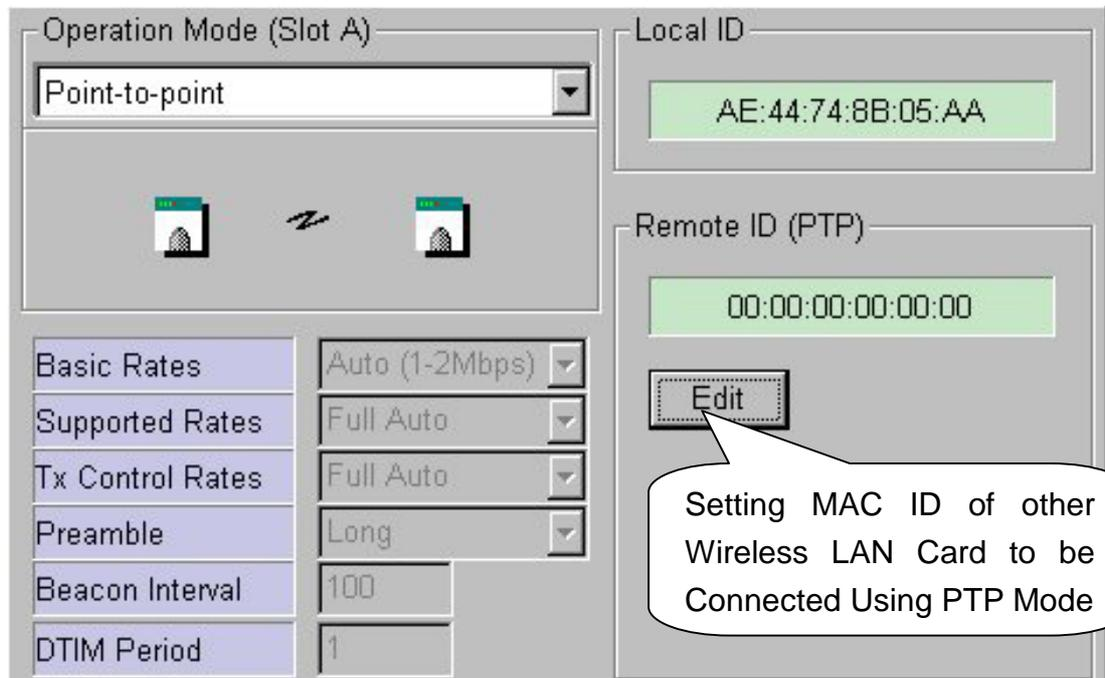 Operation Mode (Slot A)
Point-to-point
Local ID
AE:44:74:8B:05:AA
Remote ID (PTP)
00:00:00:00:00:00
Edit
Setting MAC ID of other
Wireless LAN Card to be
Connected Using PTP Mode
Basic Rates Auto (1-2Mbps)
Supported Rates Full Auto
Tx Control Rates Full Auto
Preamble Long
Beacon Interval 100
DTIM Period 1